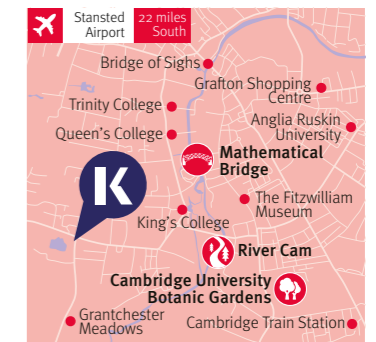 Stansted
Airport
22 miles
South
Bridge of Sighs
Grafton Shopping
Centre
Trinity College
Anglia Ruskin
University
Queen's College
Mathematical
Bridge
K
The Fitzwilliam
Museum
King's College
River Cam
Cambridge University
Botanic Gardens
Grantchester
Meadows
Cambridge Train Station